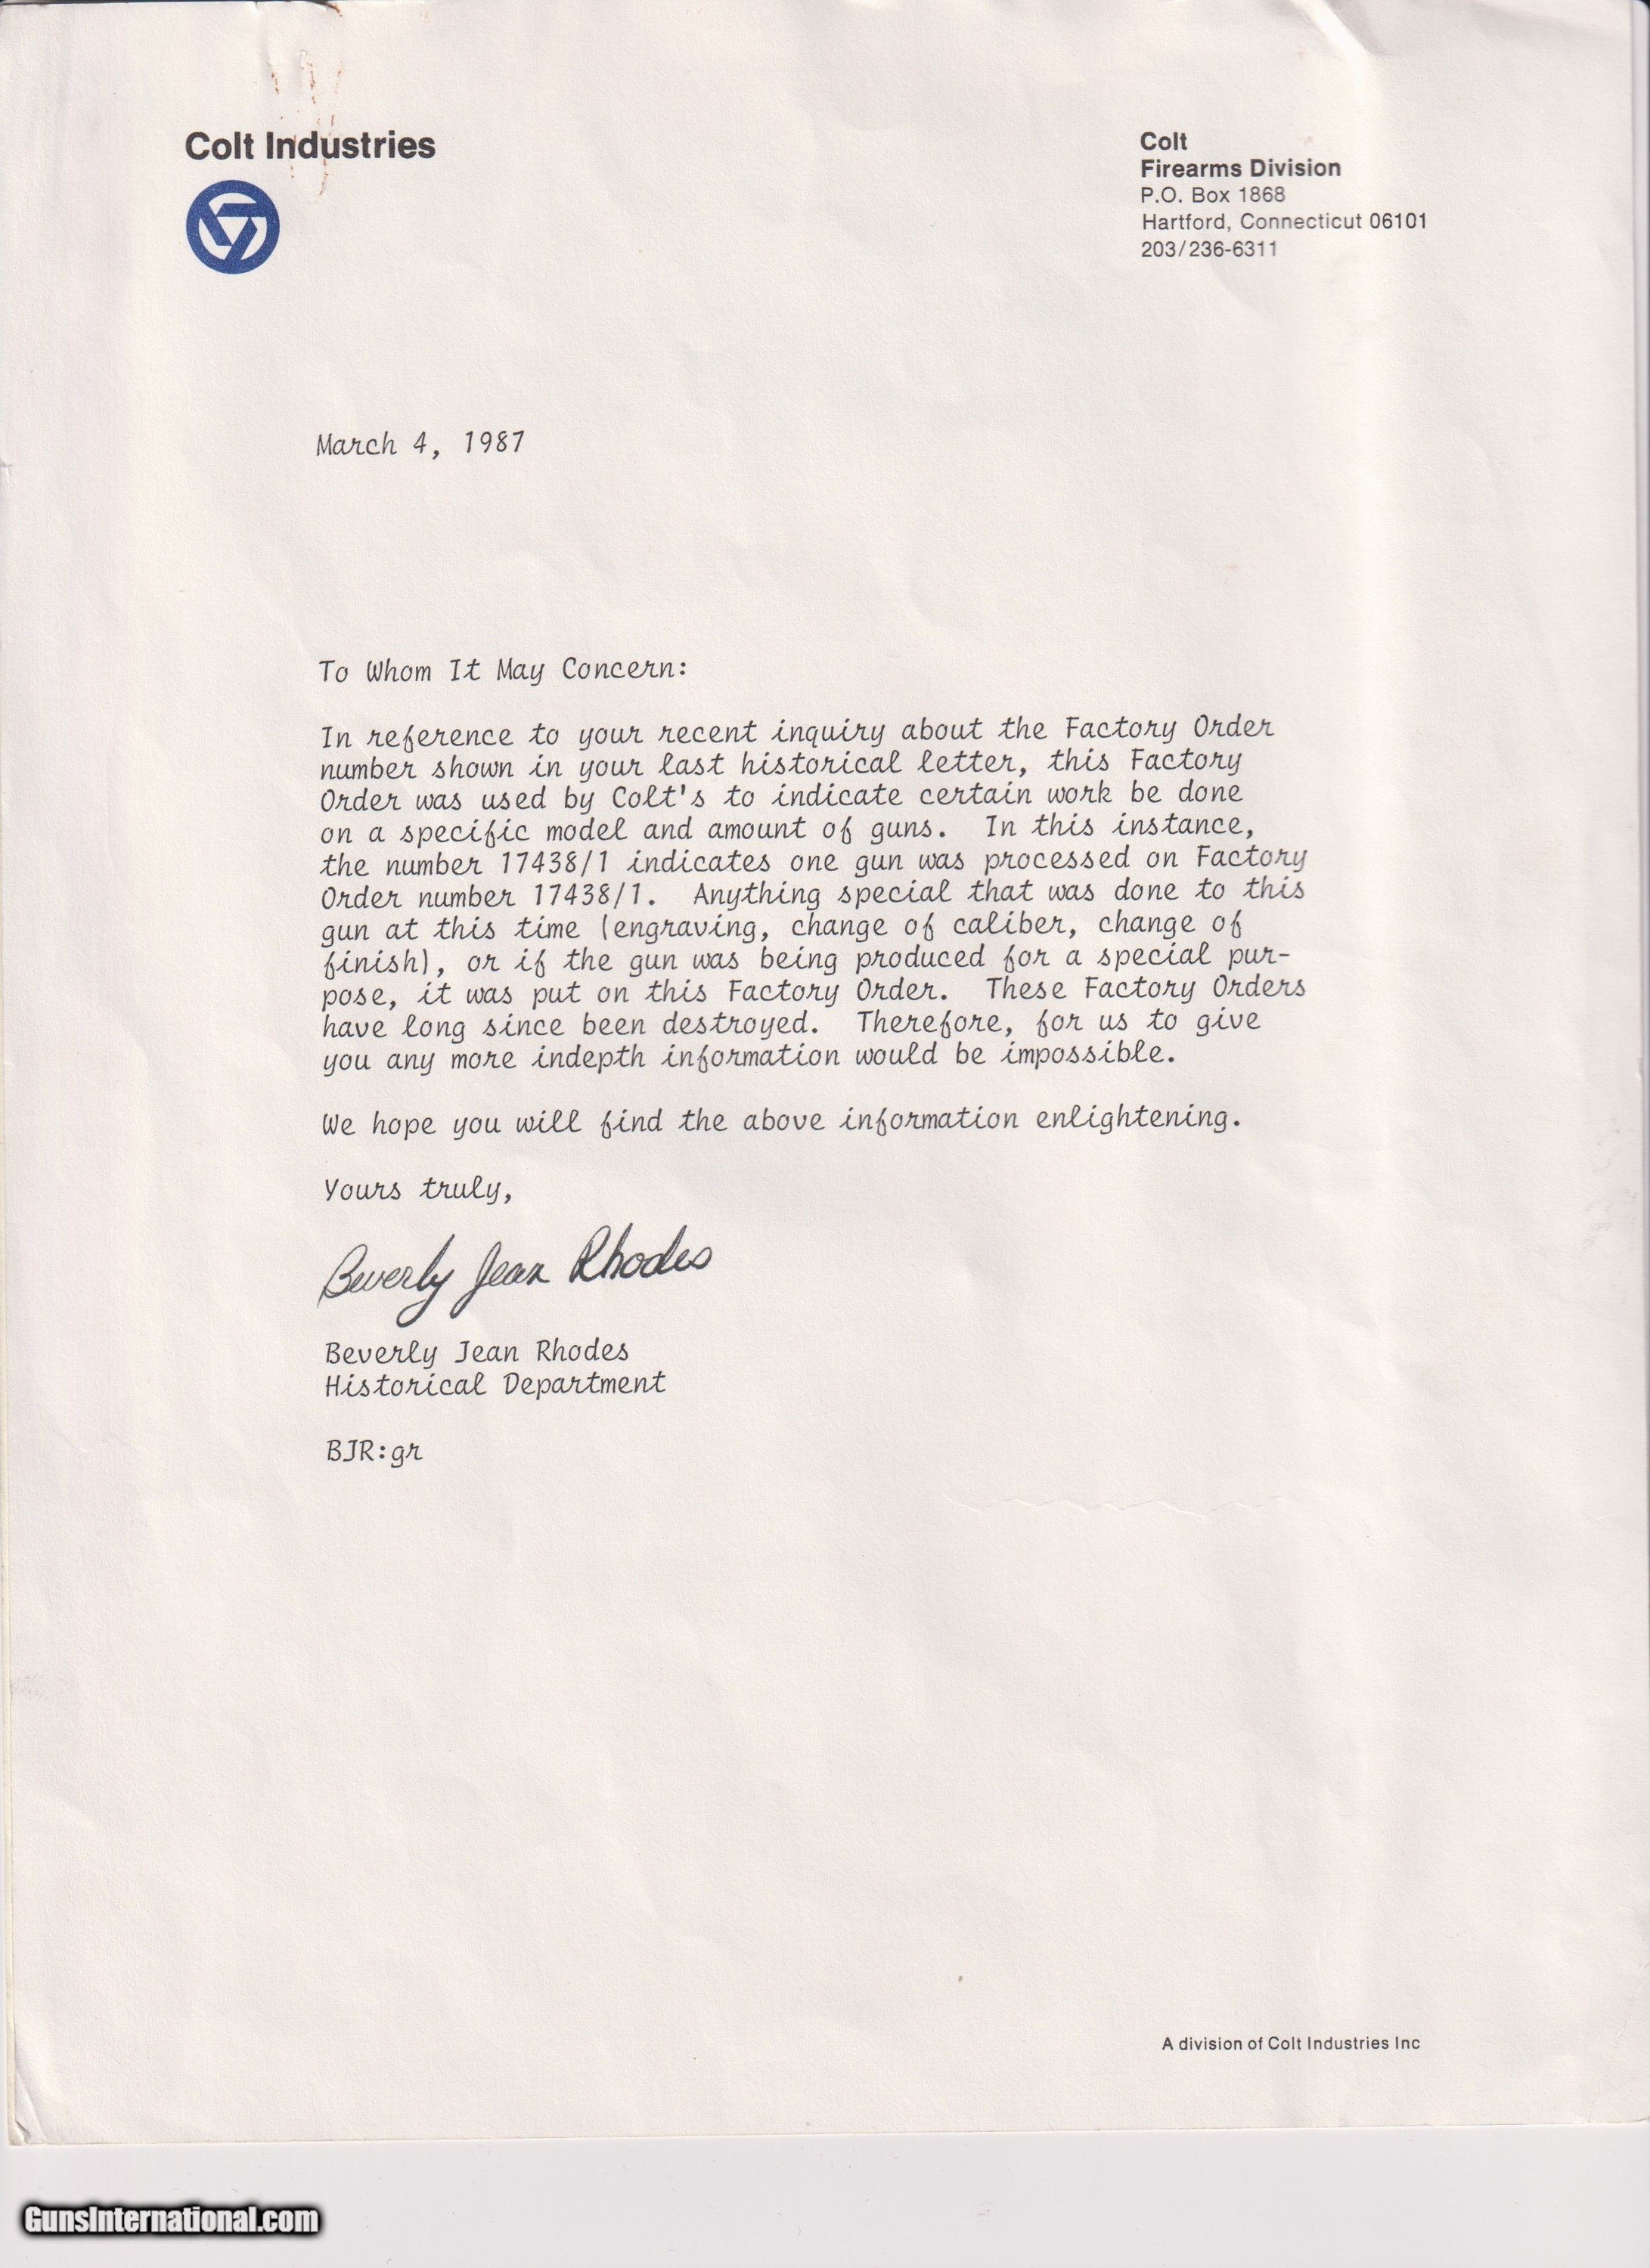 Colt Industries
Colt
Firearms Division
P.O. Box 1868
Hartford, Connecticut 06101
203/236-6311
March 4, 1987
To Whom It May Concern:
In reference to your recent inquiry about the Factory Order
number shown in your last historical letter, this Factory
Order was used by Colt's to indicate certain work be done
on a specific model and amount of guns. In this instance,
the number 17438/1 indicates one gun was processed on Factory
Order number 17438/1. Anything special that was done to this
gun at this time (engraving, change of caliber, change of
finish), or if the gun was being produced for a special pur-
pose, it was put on this Factory Order. These Factory Orders
have long since been destroyed. Therefore, for us to give
you any more indepth information would be impossible.
We hope you will find the above information enlightening.
Yours truly,
Beverly Jean Rhodes
Beverly Jean Rhodes
Historical Department
BJR:gr
A division of Colt Industries Inc
GunsInternational.com